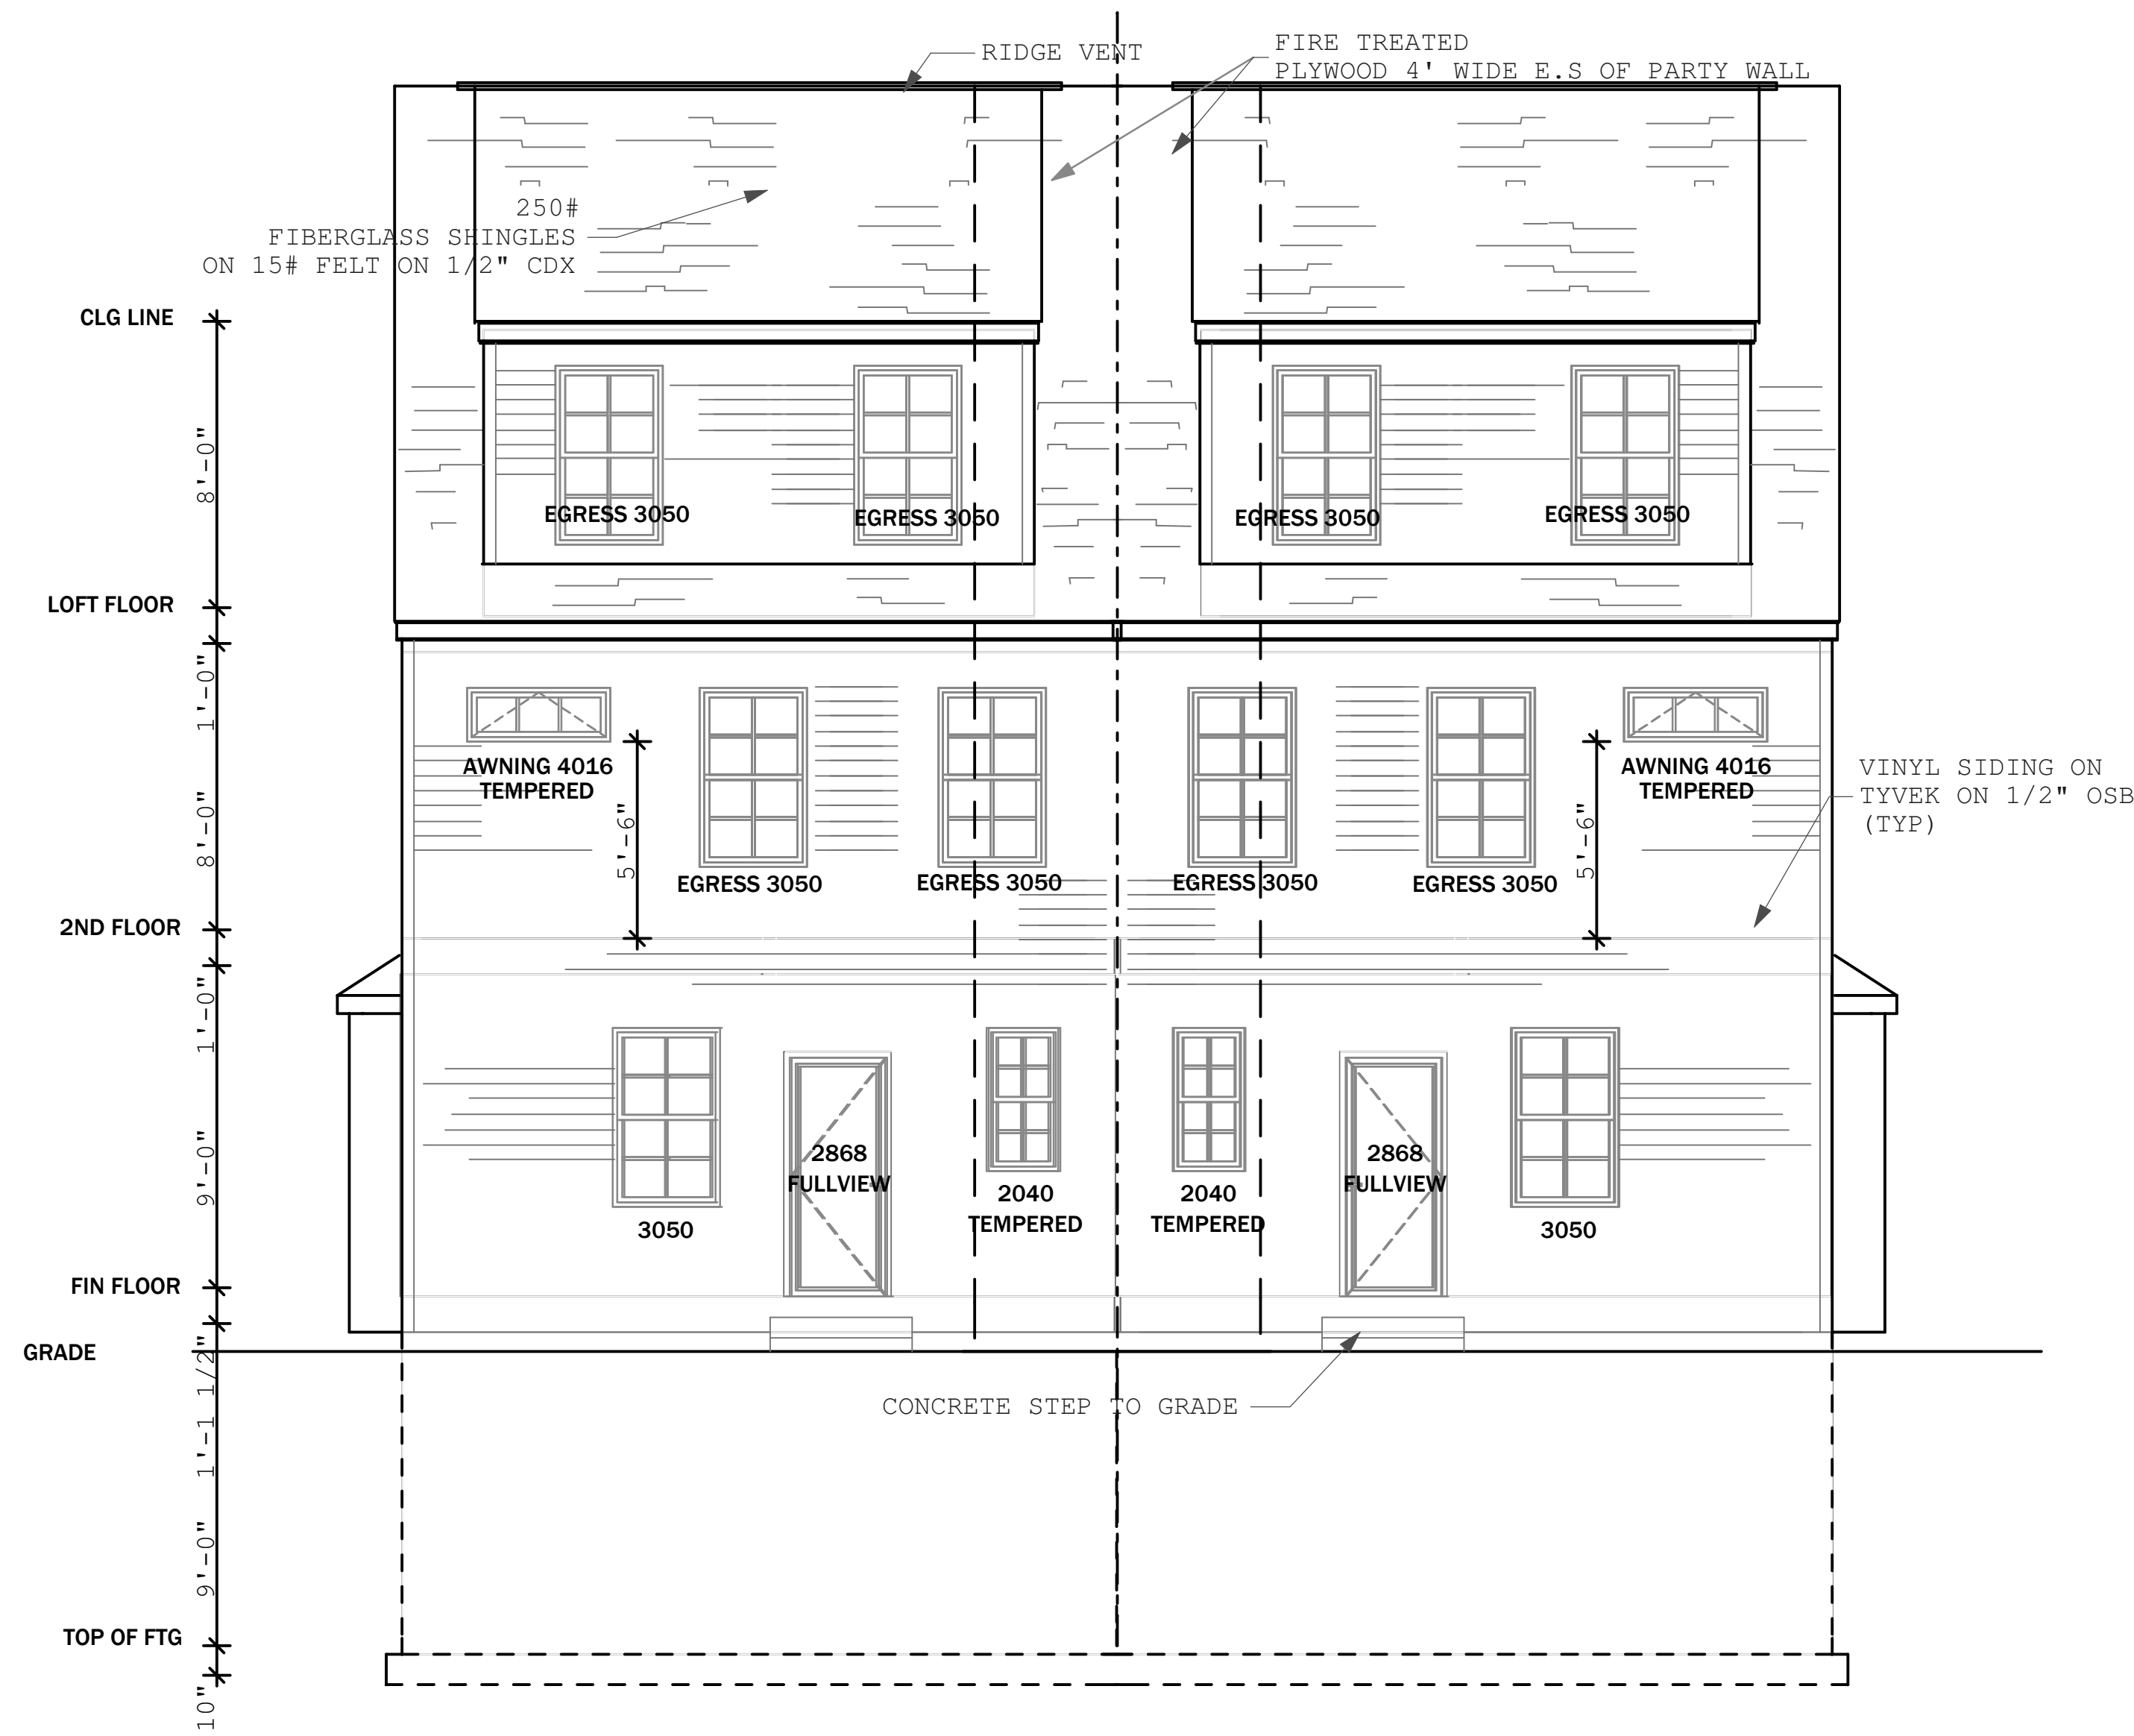 RIDGE VENT
FIRE TREATED
PLYWOOD 4' WIDE E.S OF PARTY WALL
250#
FIBERGLASS SHINGLES
ON 15# FELT ON 1/2" CDX
CLG LINE
8'-0"
EGRESS 3050
EGRESS 3050
EGRESS 3050
EGRESS 3050
LOFT FLOOR
1'-0"
AWNING 4016
TEMPERED
AWNING 4016
TEMPERED
VINYL SIDING ON
TYVEK ON 1/2" OSB
(TYP)
8'-0"
5'-6"
5'-6"
EGRESS 3050
EGRESS 3050
EGRESS 3050
EGRESS 3050
2ND FLOOR
1'-0"
9'-0"
2868
FULLVIEW
2868
FULLVIEW
2040
TEMPERED
2040
TEMPERED
3050
3050
FIN FLOOR
GRADE
1'-1 1/2"
CONCRETE STEP TO GRADE
9'-0"
TOP OF FTG
10"